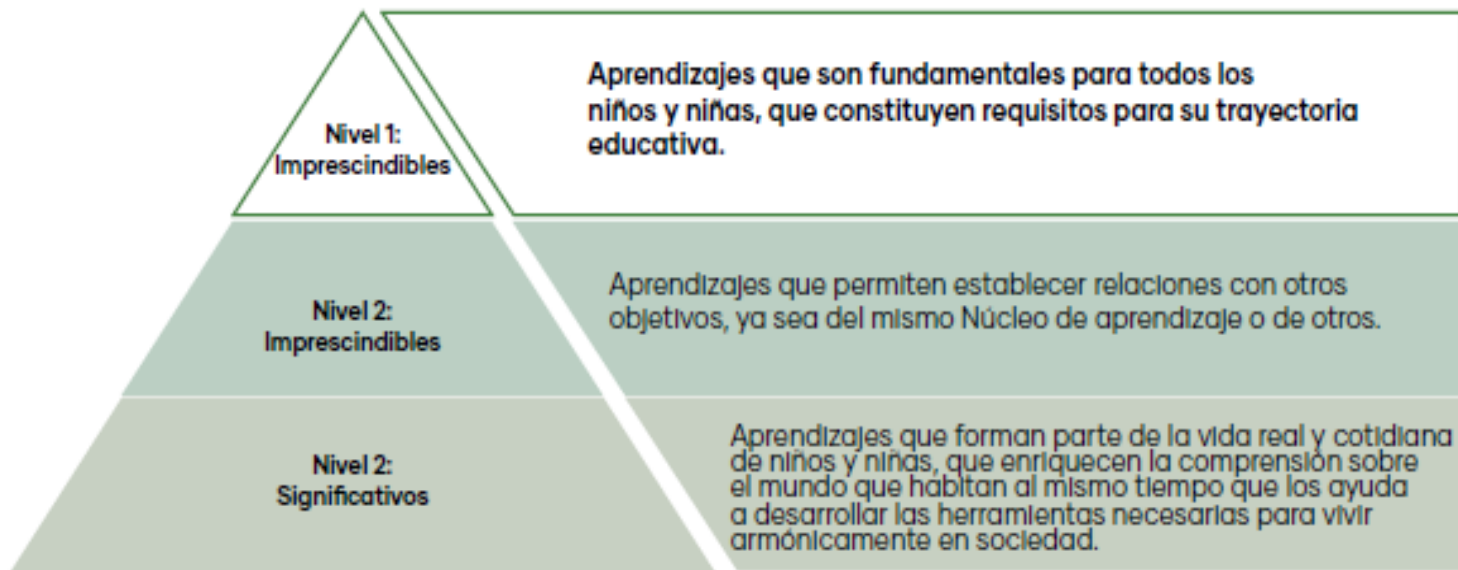 Nivel 1:
Imprescindibles
Aprendizajes que son fundamentales para todos los
niños y niñas, que constituyen requisitos para su trayectoria
educativa.
Nivel 2:
Imprescindibles
Aprendizajes que permiten establecer relaciones con otros
objetivos, ya sea del mismo Núcleo de aprendizaje o de otros.
Nivel 2:
Significativos
Aprendizajes que forman parte de la vida real y cotidiana
de niños y niñas, que enriquecen la comprensión sobre
el mundo que habitan al mismo tiempo que los ayuda
a desarrollar las herramientas necesarias para vivir
armónicamente en sociedad.